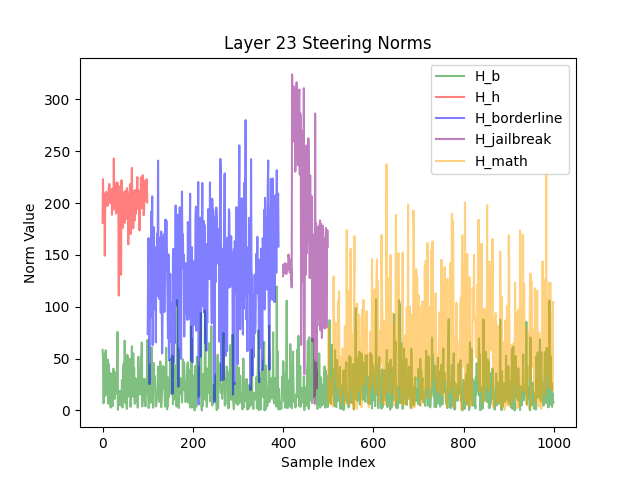 Layer 23 Steering Norms
Norm Value
300
250
200
150
100
50
0
H_b
H_h
H_borderline
H_jailbreak
H_math
0 200 400 600 800 1000
Sample Index